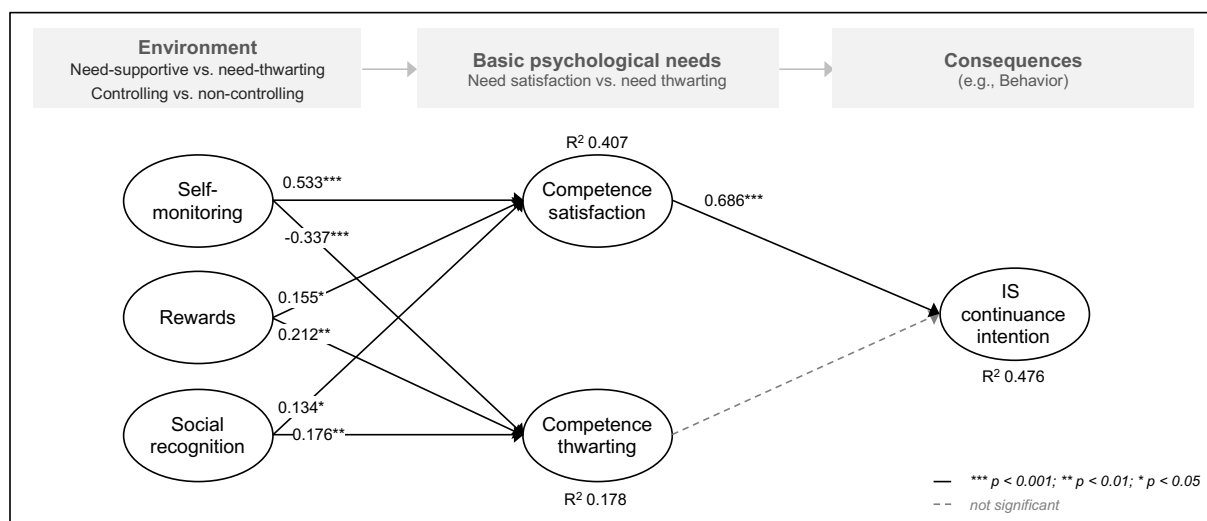 Environment
Need-supportive vs. need-thwarting
Controlling vs. non-controlling
Basic psychological needs
Need satisfaction vs. need thwarting
Consequences
(e.g., Behavior)
R² 0.407
Self-
monitoring
0.533***
-0.337***
Competence
satisfaction
0.686***
Rewards
0.155*
0.212**
IS
continuance
intention
R² 0.476
Social
recognition
0.134*
0.176**
Competence
thwarting
R² 0.178
*** p < 0.001; ** p < 0.01; * p < 0.05
not significant